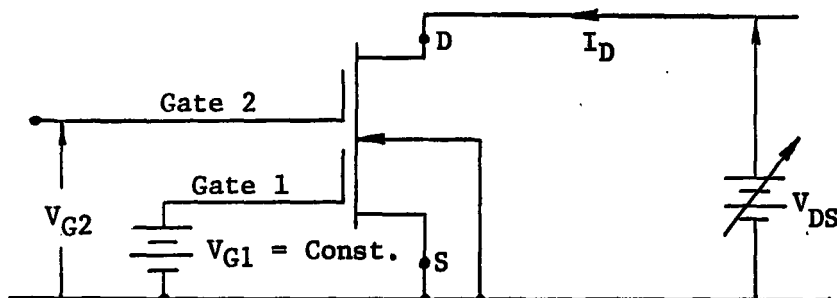 D
I_D
Gate 2
Gate 1
V_G2
V_DS
V_G1 = Const.
S